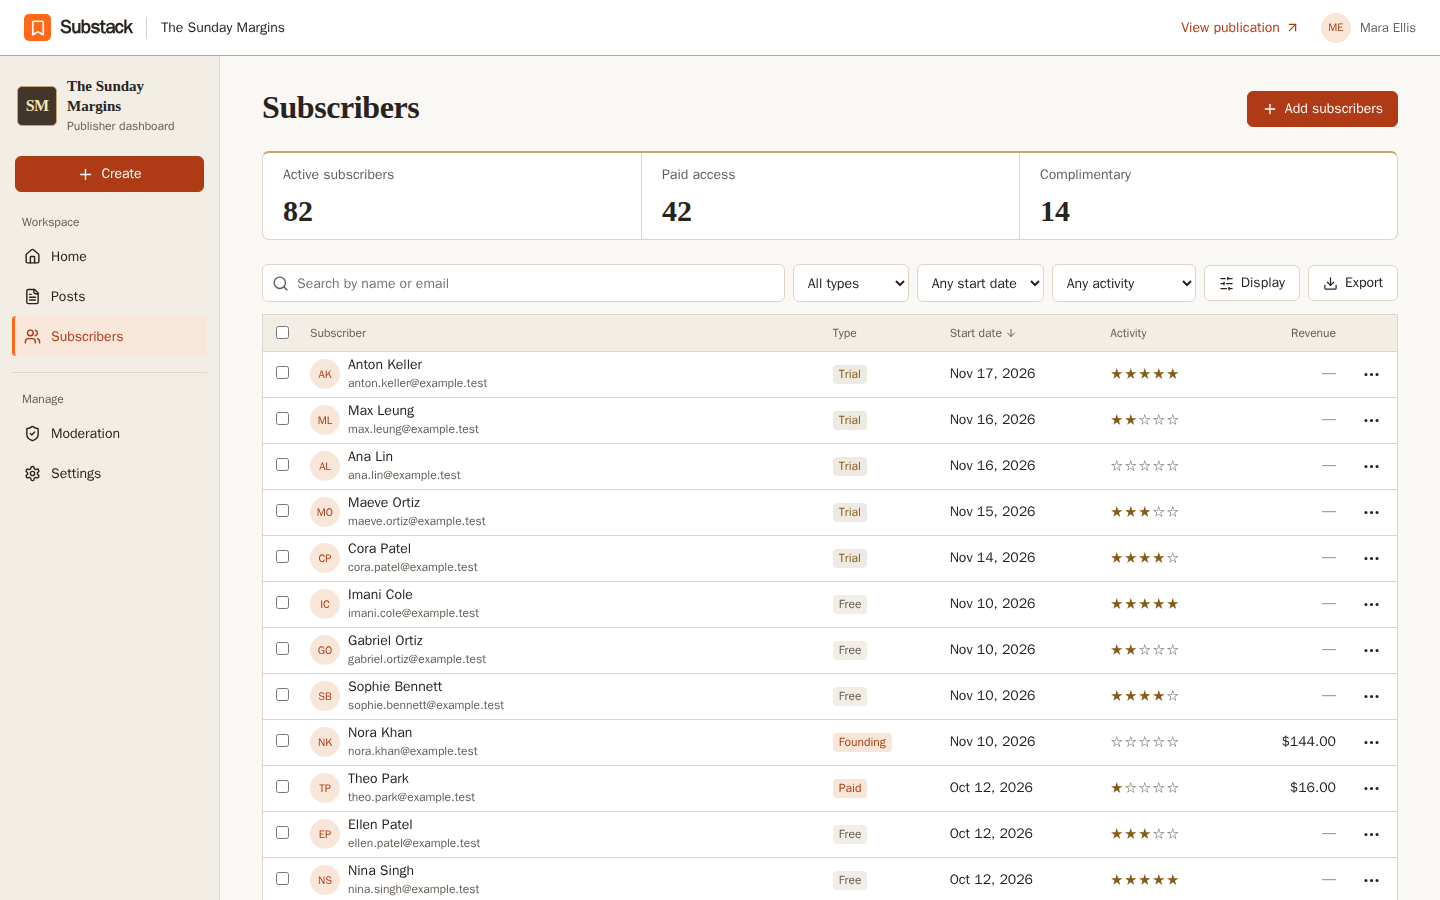 Substack
The Sunday Margins
View publication
ME
Mara Ellis
SM
The Sunday
Margins
Publisher dashboard
Create
Workspace
Home
Posts
Subscribers
Manage
Moderation
Settings
Subscribers
Add subscribers
Active subscribers
82
Paid access
42
Complimentary
14
Search by name or email
All types
Any start date
Any activity
Display
Export
Subscriber Type Start date Activity Revenue
AK Anton Keller Trial Nov 17, 2026 ★★★★★ —
anton.keller@example.test
ML Max Leung Trial Nov 16, 2026 ★★☆☆☆ —
max.leung@example.test
AL Ana Lin Trial Nov 16, 2026 ☆☆☆☆☆ —
ana.lin@example.test
MO Maeve Ortiz Trial Nov 15, 2026 ★★★☆☆ —
maeve.ortiz@example.test
CP Cora Patel Trial Nov 14, 2026 ★★★★☆ —
cora.patel@example.test
IC Imani Cole Free Nov 10, 2026 ★★★★★ —
imani.cole@example.test
GO Gabriel Ortiz Free Nov 10, 2026 ★★☆☆☆ —
gabriel.ortiz@example.test
SB Sophie Bennett Free Nov 10, 2026 ★★★★☆ —
sophie.bennett@example.test
NK Nora Khan Founding Nov 10, 2026 ☆☆☆☆☆ $144.00
nora.khan@example.test
TP Theo Park Paid Oct 12, 2026 ★☆☆☆☆ $16.00
theo.park@example.test
EP Ellen Patel Free Oct 12, 2026 ★★★☆☆ —
ellen.patel@example.test
NS Nina Singh Free Oct 12, 2026 ★★★★★ —
nina.singh@example.test